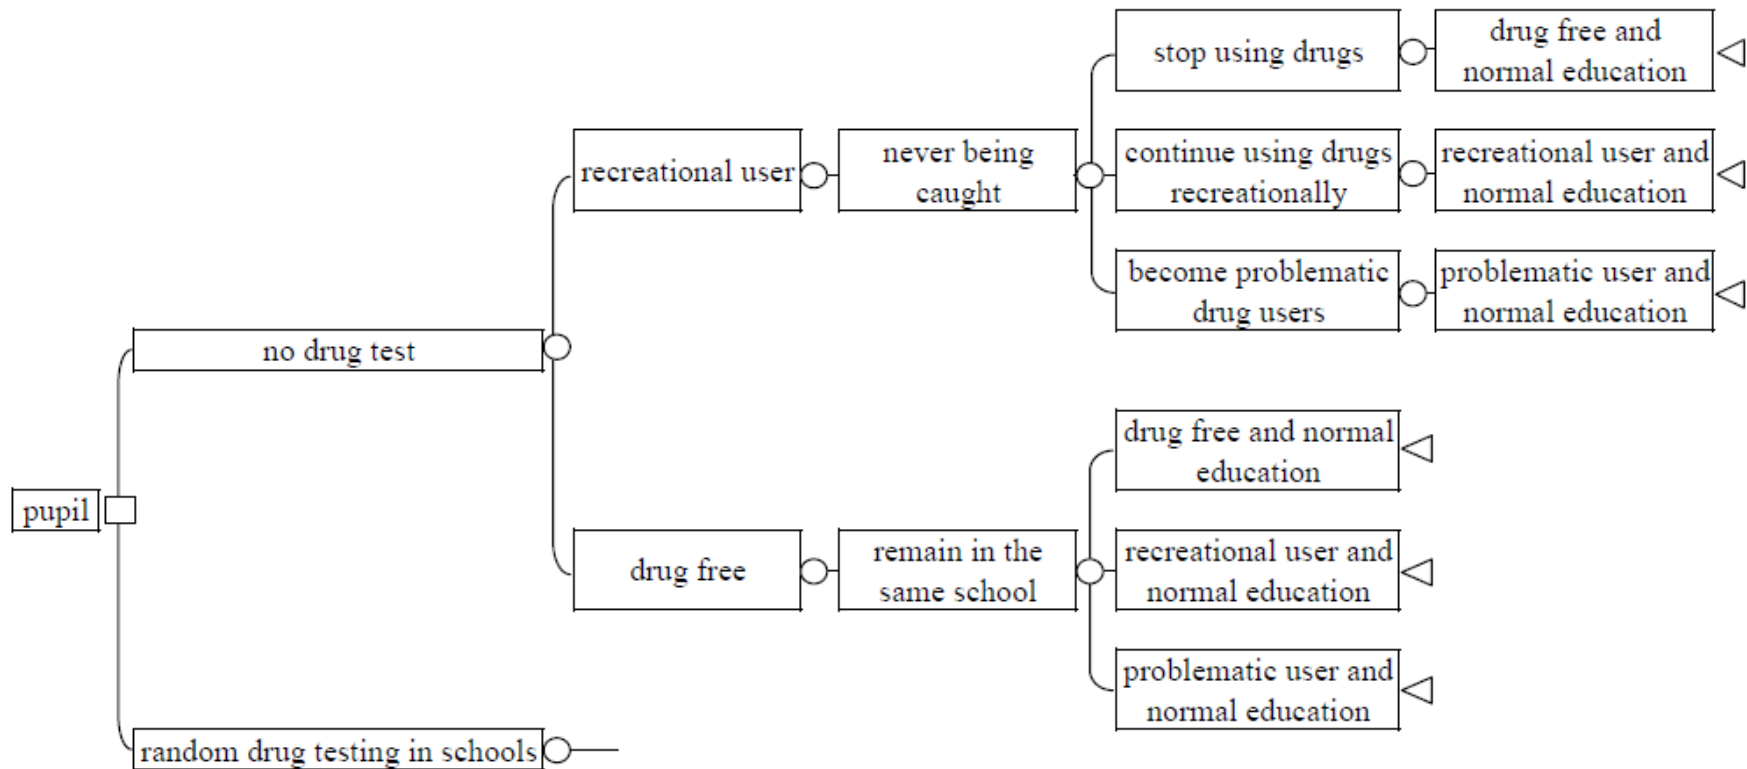 stop using drugs
drug free and
normal education
recreational user
never being
caught
continue using drugs
recreationally
recreational user and
normal education
become problematic
drug users
problematic user and
normal education
no drug test
drug free and normal
education
pupil
drug free
remain in the
same school
recreational user and
normal education
problematic user and
normal education
random drug testing in schools